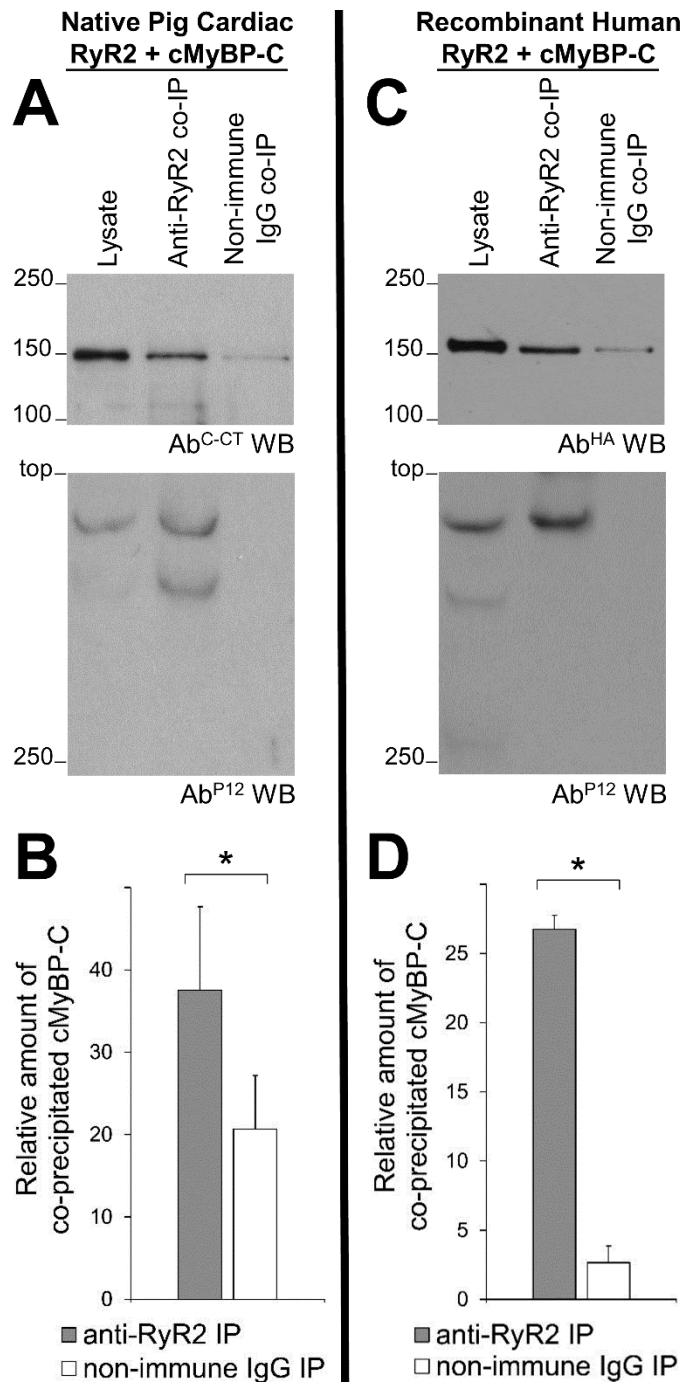 Native Pig Cardiac
RyR2 + cMyBP-C
A
Lysate
Anti-RyR2 co-IP
Non-immune
IgG co-IP
250
150
100
Ab^C-CT WB
top
250
Ab^P12 WB
B
*
Relative amount of
co-precipitated cMyBP-C
40
30
20
10
0
anti-RyR2 IP
non-immune IgG IP
Recombinant Human
RyR2 + cMyBP-C
C
Lysate
Anti-RyR2 co-IP
Non-immune
IgG co-IP
250
150
100
Ab^HA WB
top
250
Ab^P12 WB
D
*
Relative amount of
co-precipitated cMyBP-C
25
20
15
10
5
0
anti-RyR2 IP
non-immune IgG IP